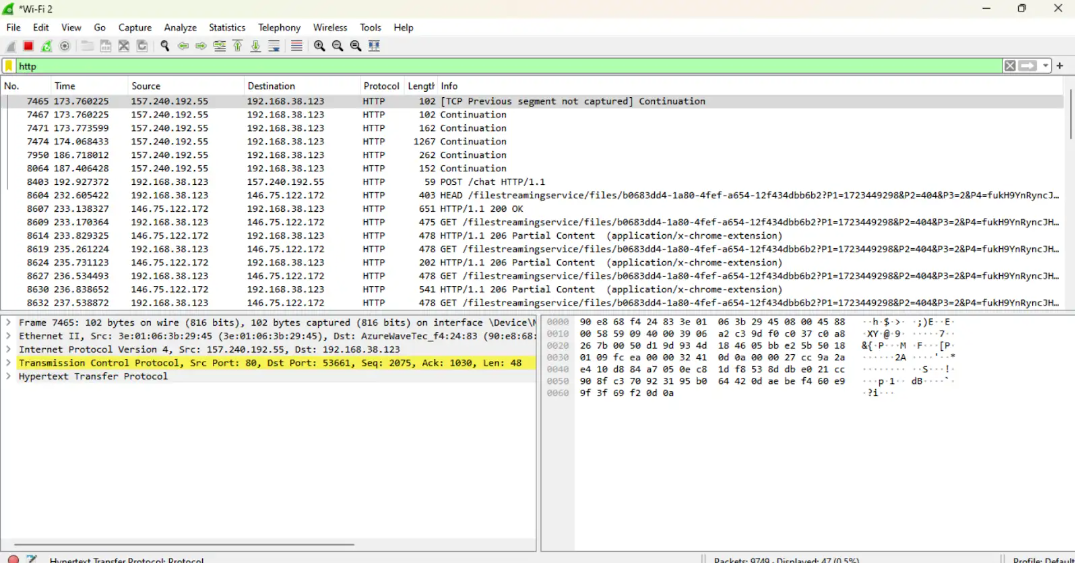 *Wi-Fi 2
File Edit View Go Capture Analyze Statistics Telephony Wireless Tools Help
http
No. Time Source Destination Protocol Length Info
7465 173.760225 157.240.192.55 192.168.38.123 HTTP 102 [TCP Previous segment not captured] Continuation
7467 173.760225 157.240.192.55 192.168.38.123 HTTP 102 Continuation
7471 173.773599 157.240.192.55 192.168.38.123 HTTP 162 Continuation
7474 174.068433 157.240.192.55 192.168.38.123 HTTP 1267 Continuation
7950 186.718012 157.240.192.55 192.168.38.123 HTTP 262 Continuation
8064 187.406428 157.240.192.55 192.168.38.123 HTTP 152 Continuation
8403 192.927372 192.168.38.123 157.240.192.55 HTTP 59 POST /chat HTTP/1.1
8604 232.605422 192.168.38.123 146.75.122.172 HTTP 403 HEAD /filestreamingservice/files/b0683dd4-1a80-4fef-a654-12f434dbb6b2?P1=1723449298&P2=404&P3=2&P4=fukH9YnRyncJ…
8607 233.138327 146.75.122.172 192.168.38.123 HTTP 651 HTTP/1.1 200 OK
8609 233.170364 192.168.38.123 146.75.122.172 HTTP 475 GET /filestreamingservice/files/b0683dd4-1a80-4fef-a654-12f434dbb6b2?P1=1723449298&P2=404&P3=2&P4=fukH9YnRyncJH…
8614 233.829325 146.75.122.172 192.168.38.123 HTTP 478 HTTP/1.1 206 Partial Content (application/x-chrome-extension)
8619 235.261224 192.168.38.123 146.75.122.172 HTTP 478 GET /filestreamingservice/files/b0683dd4-1a80-4fef-a654-12f434dbb6b2?P1=1723449298&P2=404&P3=2&P4=fukH9YnRyncJH…
8624 235.731123 146.75.122.172 192.168.38.123 HTTP 202 HTTP/1.1 206 Partial Content (application/x-chrome-extension)
8627 236.534493 192.168.38.123 146.75.122.172 HTTP 478 GET /filestreamingservice/files/b0683dd4-1a80-4fef-a654-12f434dbb6b2?P1=1723449298&P2=404&P3=2&P4=fukH9YnRyncJH…
8630 236.838652 146.75.122.172 192.168.38.123 HTTP 541 HTTP/1.1 206 Partial Content (application/x-chrome-extension)
8632 237.538872 192.168.38.123 146.75.122.172 HTTP 478 GET /filestreamingservice/files/b0683dd4-1a80-4fef-a654-12f434dbb6b2?P1=1723449298&P2=404&P3=2&P4=fukH9YnRyncJH…
Frame 7465: 102 bytes on wire (816 bits), 102 bytes captured (816 bits) on interface \Device\N
Ethernet II, Src: 3e:01:06:3b:29:45 (3e:01:06:3b:29:45), Dst: AzureWaveTec_f4:24:83 (90:e8:68:
Internet Protocol Version 4, Src: 157.240.192.55, Dst: 192.168.38.123
Transmission Control Protocol, Src Port: 80, Dst Port: 53661, Seq: 2075, Ack: 1030, Len: 48
Hypertext Transfer Protocol
0000 90 e8 68 f4 24 83 3e 01 06 3b 29 45 08 00 45 88 ··h·$·>· ·;)E··E·
0010 00 58 59 09 40 00 39 06 a2 c3 9d f0 c0 37 c0 a8 ·XY·@·9· ·····7··
0020 26 7b 00 50 d1 9d 93 4d 18 46 05 bb e2 5b 50 18 &{·P···M ·F···[P·
0030 01 09 fc ea 00 00 32 41 0d 0a 00 00 27 cc 9a 2a ······2A ····'··*
0040 e4 10 d8 84 a7 05 0e c8 1d f8 53 8d db e0 21 cc ········ ··S···!·
0050 90 8f c3 70 92 31 95 b0 64 42 0d ae be f4 60 e9 ···p·1·· dB····`·
0060 9f 3f 69 f2 0d 0a ·?i···
Hypertext Transfer Protocol: Protocol
Packets: 9749 · Displayed: 47 (0.5%)
Profile: Default